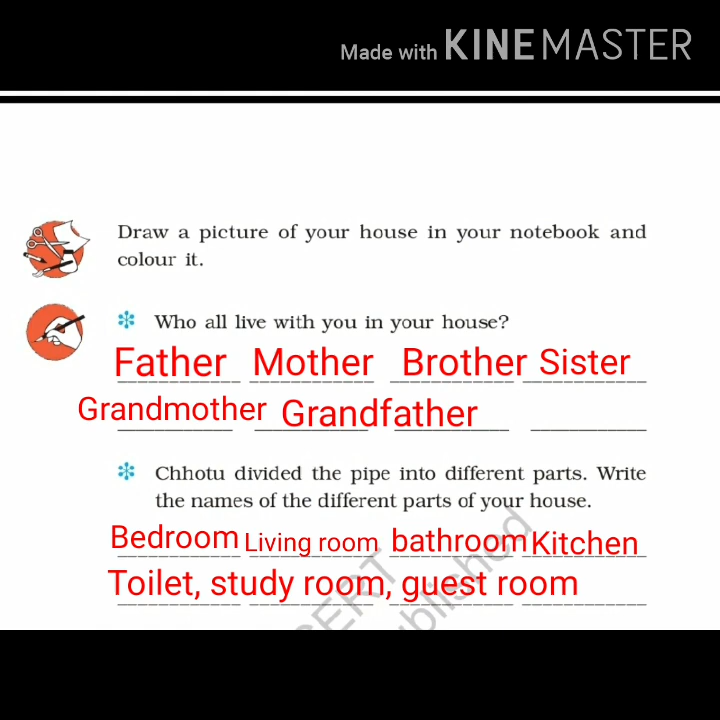 Made with KINEMASTER
Draw a picture of your house in your notebook and
colour it.
Who all live with you in your house?
Father Mother Brother Sister
Grandmother Grandfather
Chhotu divided the pipe into different parts. Write
the names of the different parts of your house.
Bedroom Living room bathroom Kitchen
Toilet, study room, guest room